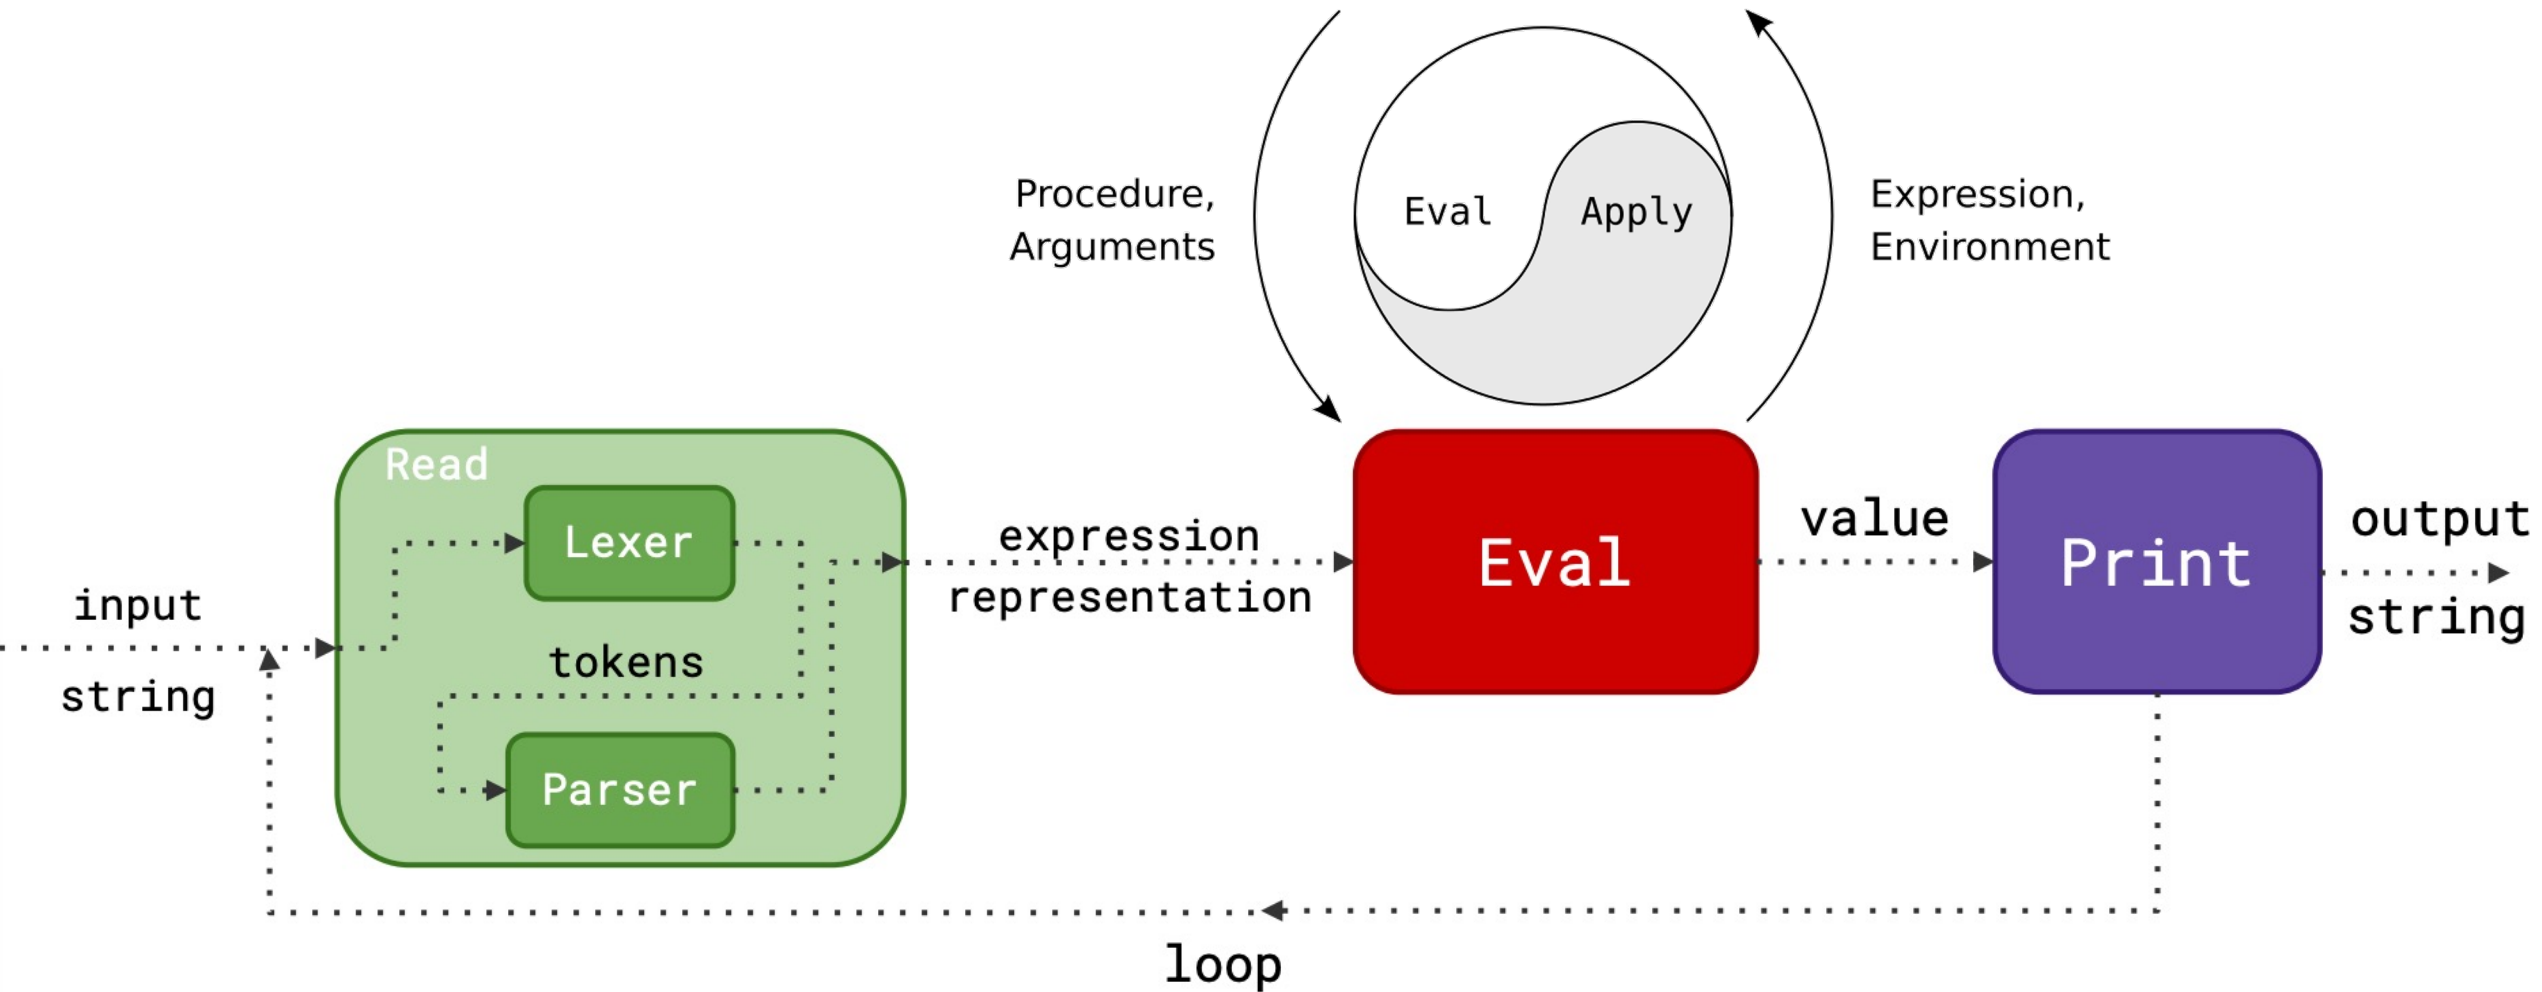 Procedure,
Arguments
Eval
Apply
Expression,
Environment
Read
Lexer
tokens
Parser
input
string
expression
representation
Eval
value
Print
output
string
loop